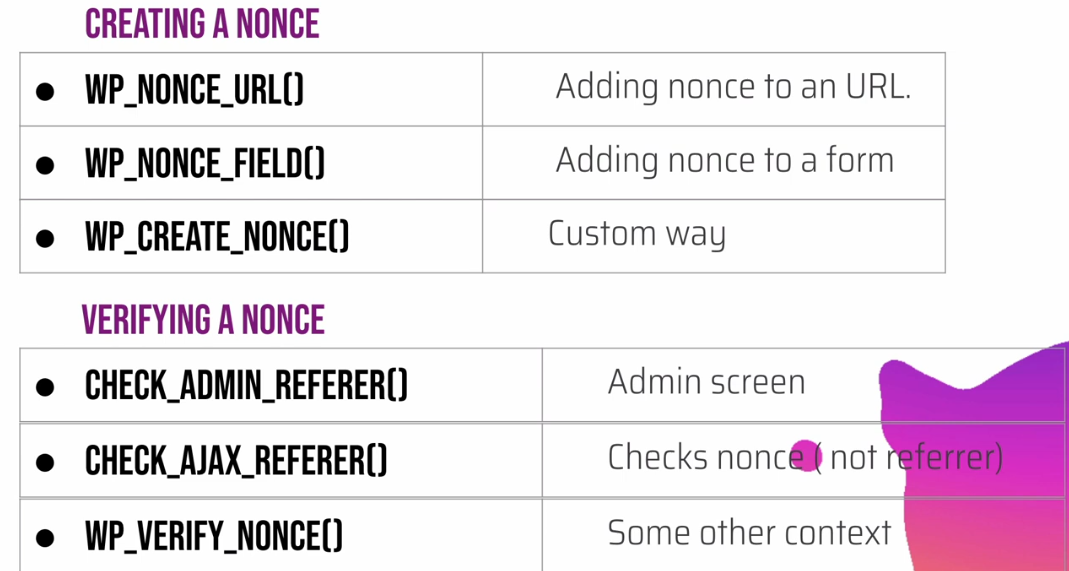 CREATING A NONCE
● WP_NONCE_URL() Adding nonce to an URL.
● WP_NONCE_FIELD() Adding nonce to a form
● WP_CREATE_NONCE() Custom way
VERIFYING A NONCE
● CHECK_ADMIN_REFERER() Admin screen
● CHECK_AJAX_REFERER() Checks nonce ( not referrer)
● WP_VERIFY_NONCE() Some other context